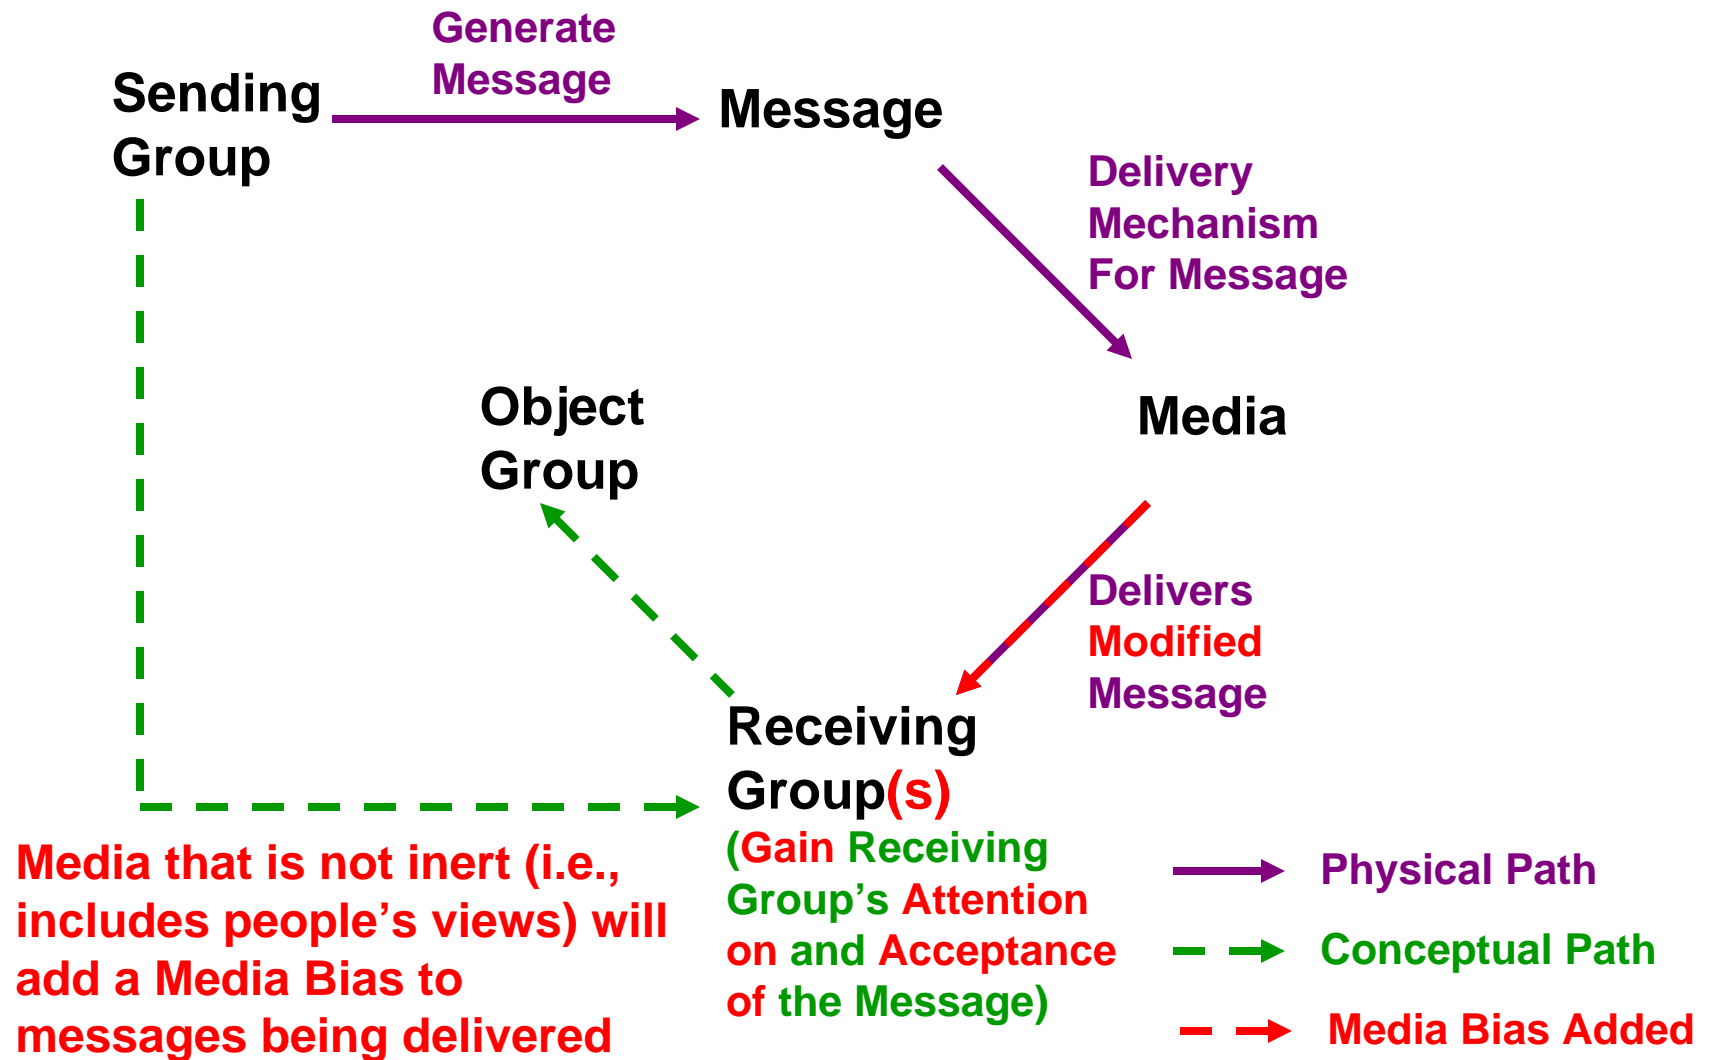 Generate
Message
Sending
Group
Message
Delivery
Mechanism
For Message
Object
Group
Media
Delivers
Modified
Message
Receiving
Group(s)
(Gain Receiving
Group’s Attention
on and Acceptance
of the Message)
Media that is not inert (i.e.,
includes people’s views) will
add a Media Bias to
messages being delivered
Physical Path
Conceptual Path
Media Bias Added